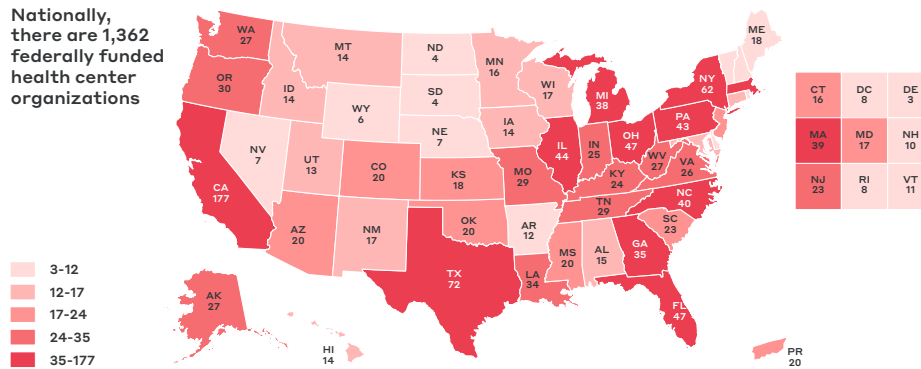 Nationally,
there are 1,362
federally funded
health center
organizations
WA
27
OR
30
CA
177
NV
7
ID
14
MT
14
WY
6
UT
13
AZ
20
CO
20
NM
17
ND
4
SD
4
NE
7
KS
18
OK
20
TX
72
MN
16
IA
14
MO
29
AR
12
LA
34
WI
17
IL
44
MI
38
IN
25
OH
47
KY
24
TN
29
MS
20
AL
15
GA
35
FL
47
SC
23
NC
40
VA
26
WV
27
PA
43
NY
62
ME
18
AK
27
HI
14
PR
20
CT
16
DC
8
DE
3
MA
39
MD
17
NH
10
NJ
23
RI
8
VT
11
3-12
12-17
17-24
24-35
35-177